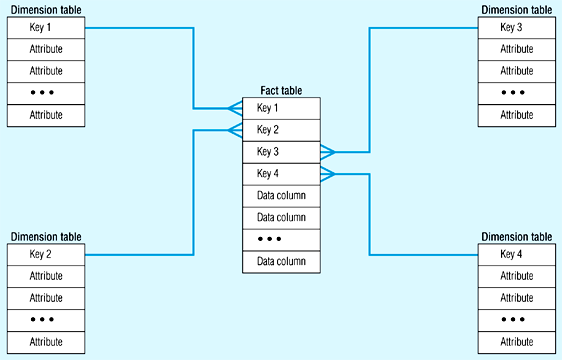 Dimension table
Key 1
Attribute
Attribute
• • •
Attribute
Dimension table
Key 3
Attribute
Attribute
• • •
Attribute
Fact table
Key 1
Key 2
Key 3
Key 4
Data column
Data column
• • •
Data column
Dimension table
Key 2
Attribute
Attribute
• • •
Attribute
Dimension table
Key 4
Attribute
Attribute
• • •
Attribute